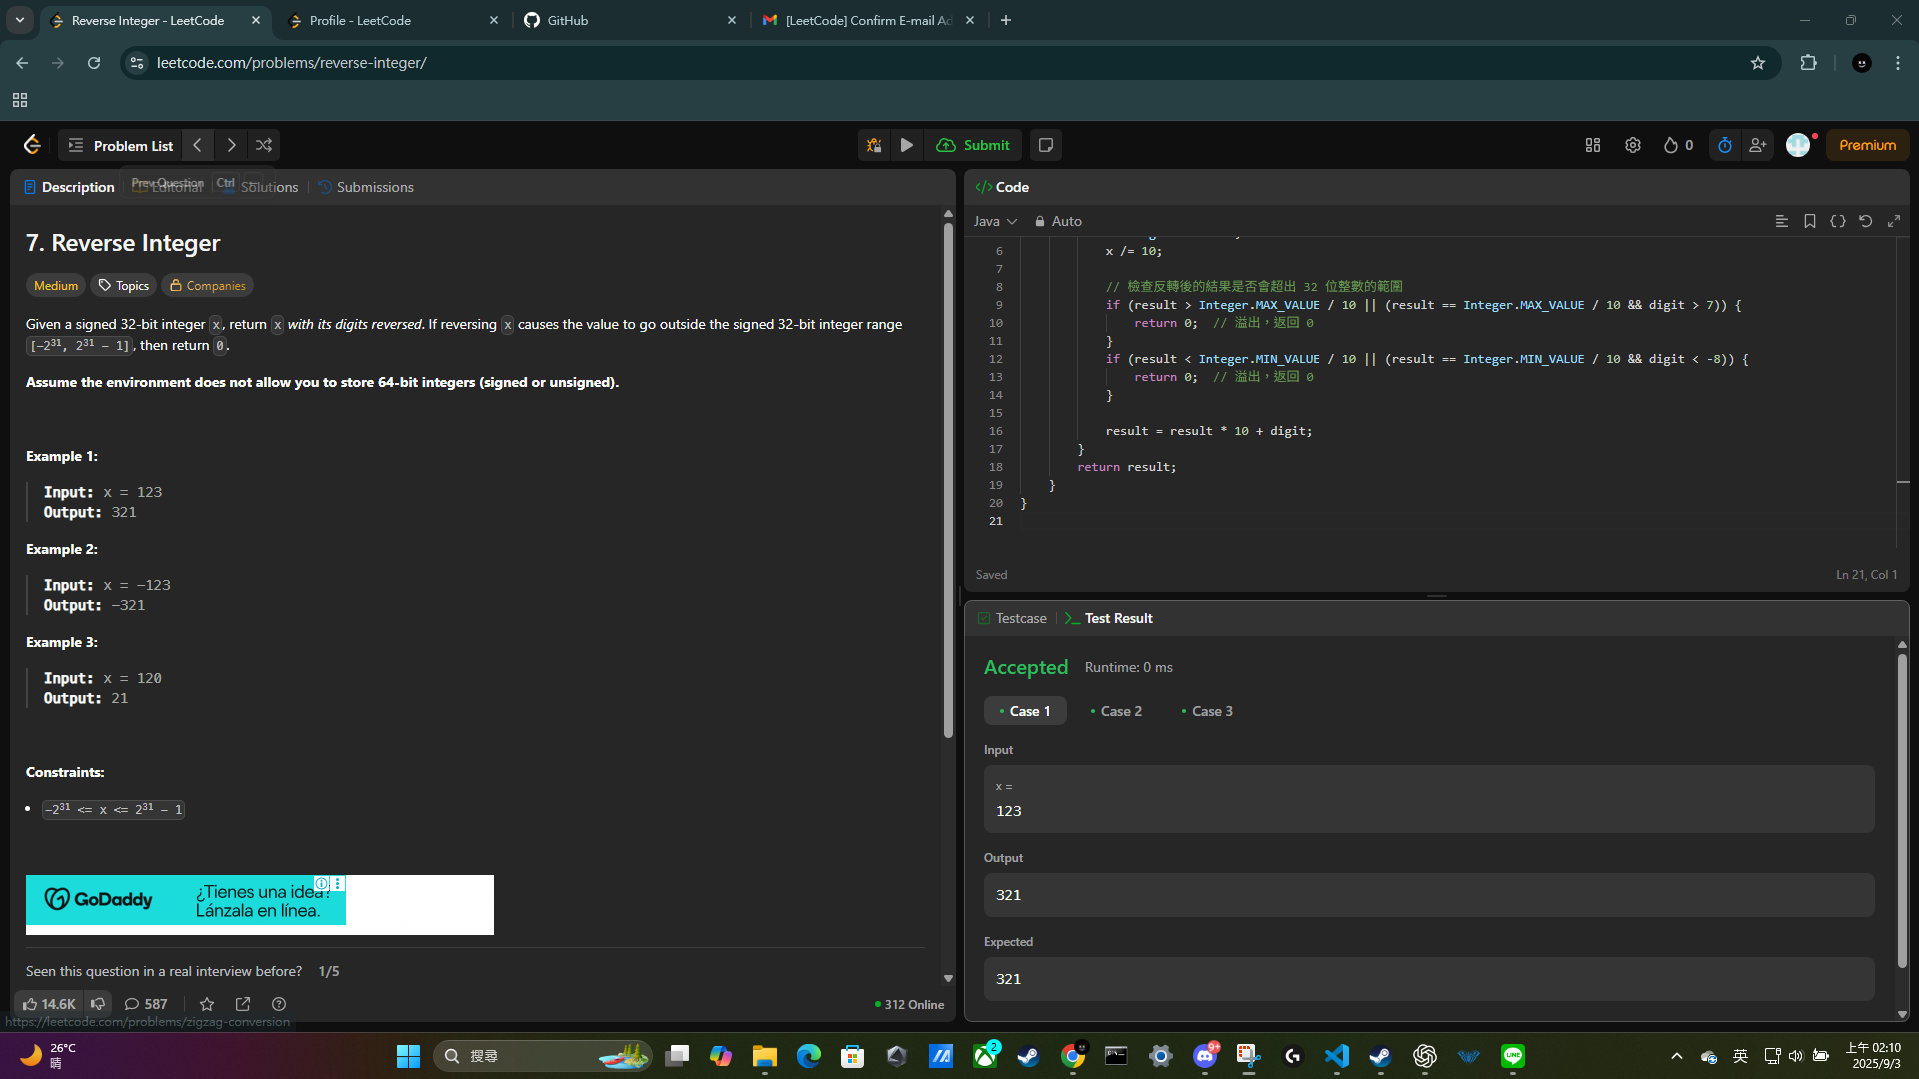 Reverse Integer - LeetCode
Profile - LeetCode
GitHub
[LeetCode] Confirm E-mail Ad
leetcode.com/problems/reverse-integer/
Problem List
Submit
0
Premium
Prev Question Ctrl
Description
Editorial
Solutions
Submissions
7. Reverse Integer
Medium
Topics
Companies
Given a signed 32-bit integer x, return x with its digits reversed. If reversing x causes the value to go outside the signed 32-bit integer range
[-2³¹, 2³¹ - 1], then return 0.
Assume the environment does not allow you to store 64-bit integers (signed or unsigned).
Example 1:
Input: x = 123
Output: 321
Example 2:
Input: x = -123
Output: -321
Example 3:
Input: x = 120
Output: 21
Constraints:
-2³¹ <= x <= 2³¹ - 1
GoDaddy
¿Tienes una idea?
Lánzala en línea.
Seen this question in a real interview before? 1/5
14.6K
587
312 Online
https://leetcode.com/problems/zigzag-conversion
Code
Java
Auto
6 x /= 10;
7
8 // 檢查反轉後的結果是否會超出 32 位整數的範圍
9 if (result > Integer.MAX_VALUE / 10 || (result == Integer.MAX_VALUE / 10 && digit > 7)) {
10 return 0; // 溢出，返回 0
11 }
12 if (result < Integer.MIN_VALUE / 10 || (result == Integer.MIN_VALUE / 10 && digit < -8)) {
13 return 0; // 溢出，返回 0
14 }
15
16 result = result * 10 + digit;
17 }
18 return result;
19 }
20 }
21
Saved
Ln 21, Col 1
Testcase
Test Result
Accepted
Runtime: 0 ms
Case 1
Case 2
Case 3
Input
x =
123
Output
321
Expected
321
26°C
晴
搜尋
2
9+
LINE
英
上午 02:10
2025/9/3